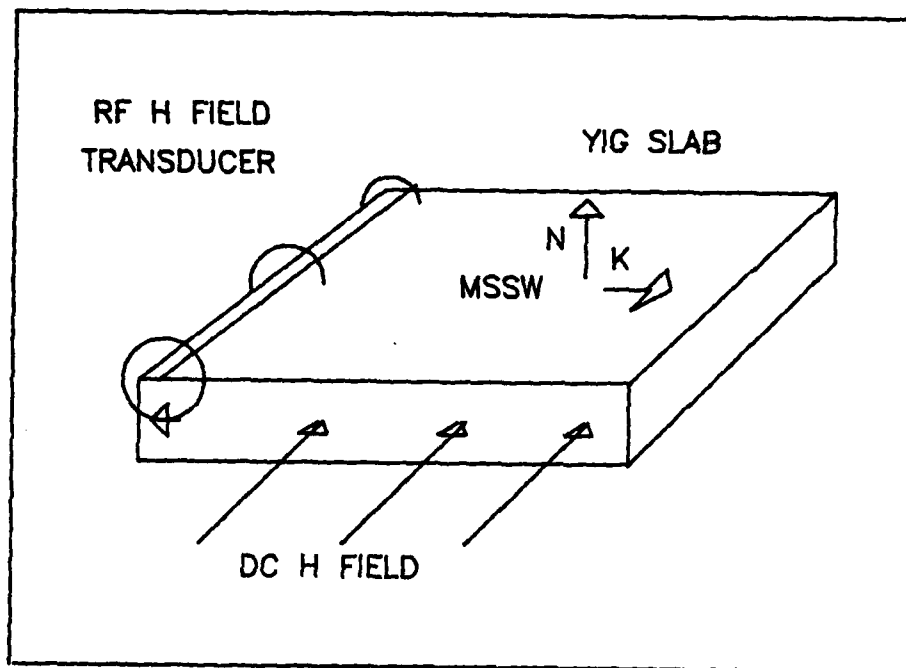 RF H FIELD
TRANSDUCER
YIG SLAB
N
K
MSSW
DC H FIELD